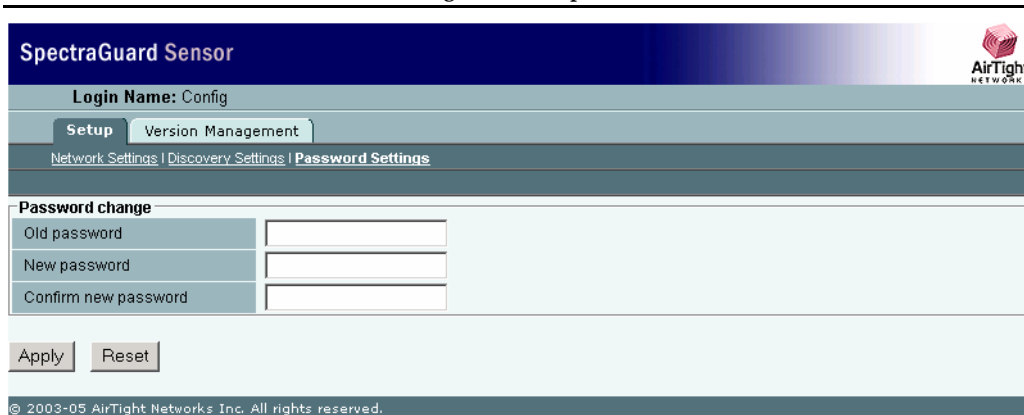 SpectraGuard Sensor
AirTight
NETWORK
Login Name: Config
Setup Version Management
Network Settings | Discovery Settings | Password Settings
Password change
Old password
New password
Confirm new password
Apply Reset
© 2003-05 AirTight Networks Inc. All rights reserved.